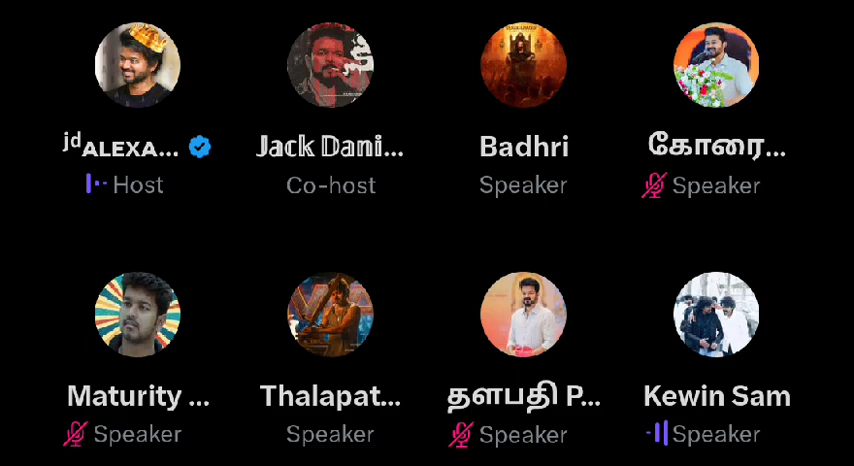 jdALEXA...
Host
Jack Dani...
Co-host
Badhri
Speaker
கோரை...
Speaker
Maturity ...
Speaker
Thalapat...
Speaker
தளபதி P...
Speaker
Kewin Sam
Speaker